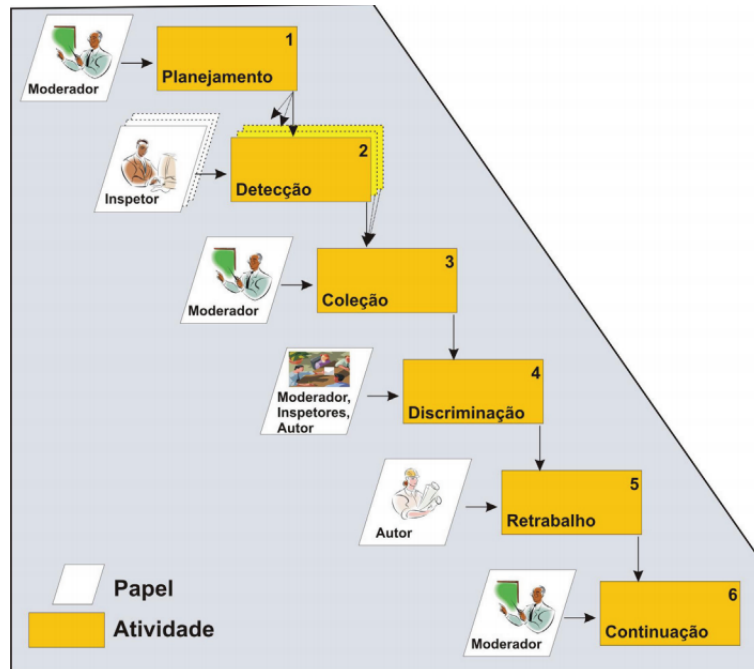 1
Planejamento
Moderador
2
Detecção
Inspetor
3
Coleção
Moderador
4
Discriminação
Moderador,
Inspetores,
Autor
5
Retrabalho
Autor
6
Continuação
Moderador
Papel
Atividade